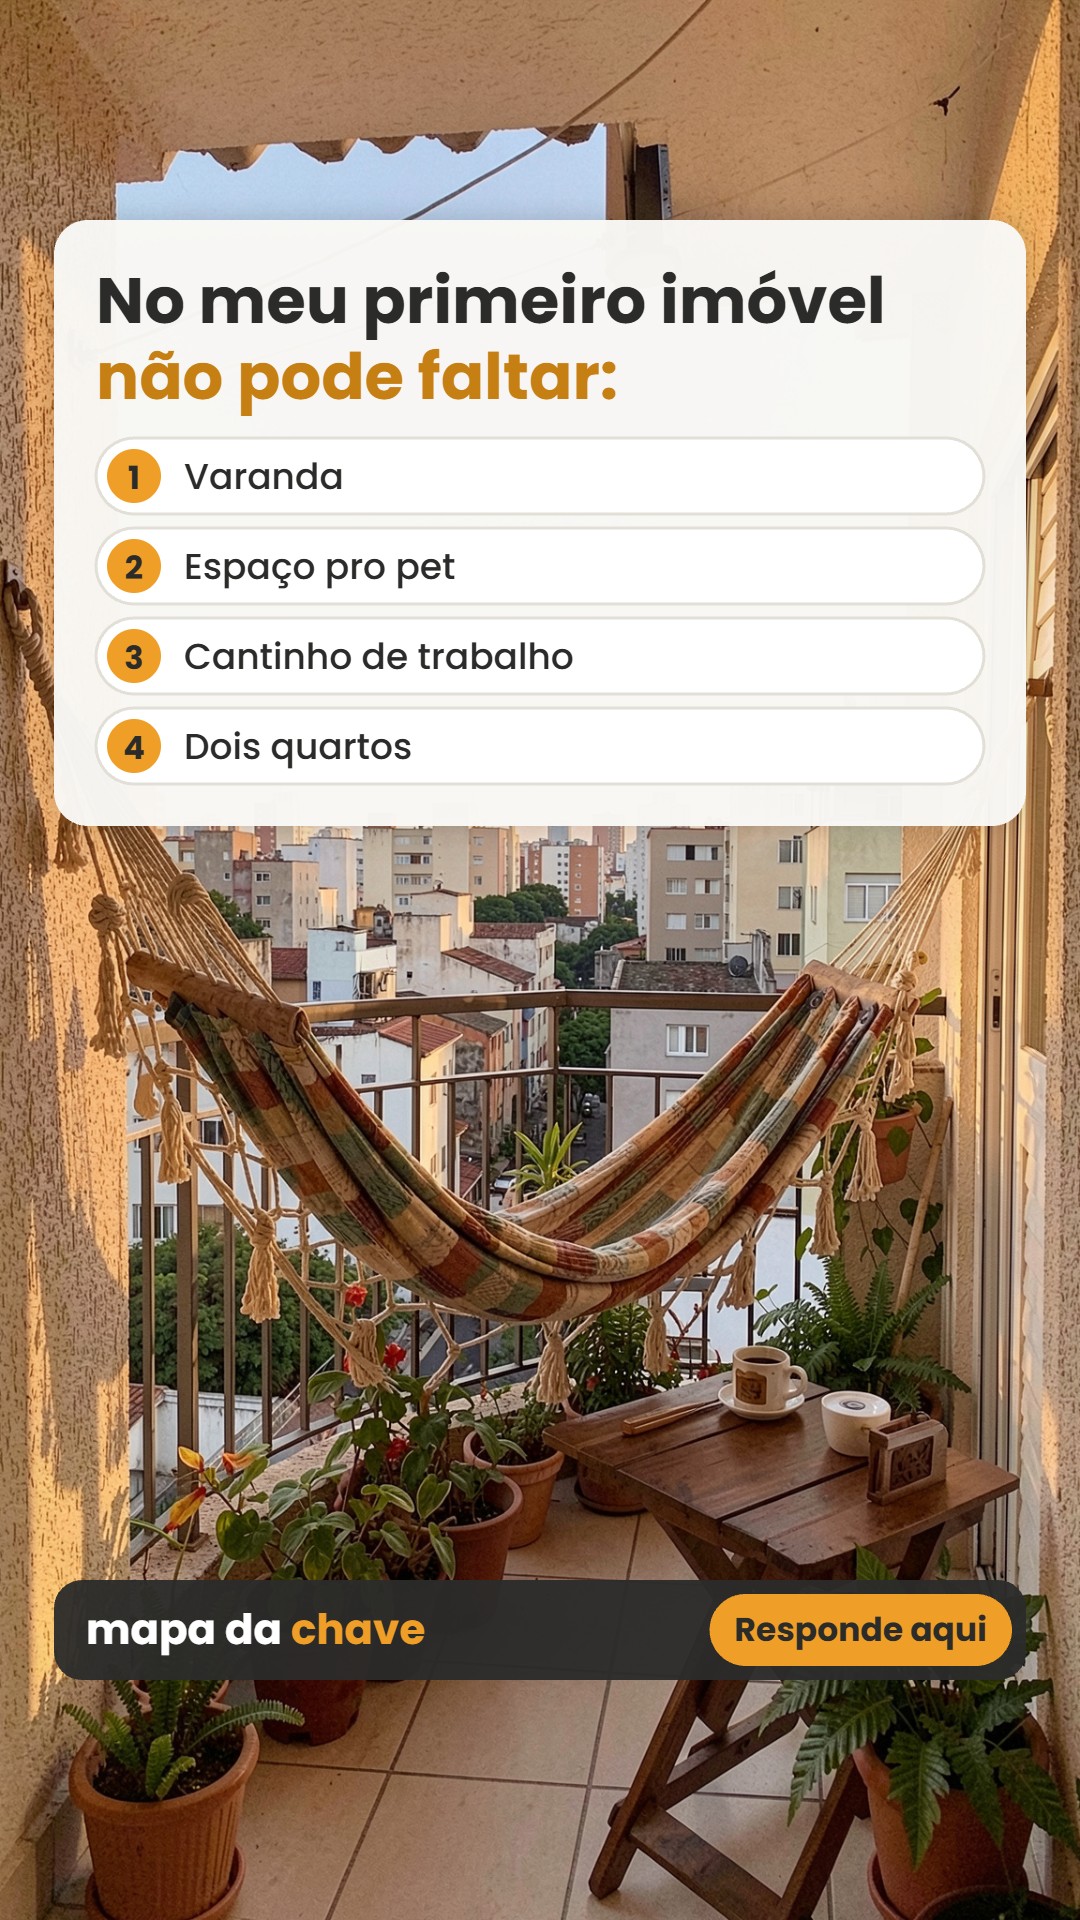 No meu primeiro imóvel
não pode faltar:
1 Varanda
2 Espaço pro pet
3 Cantinho de trabalho
4 Dois quartos
mapa da chave
Responde aqui